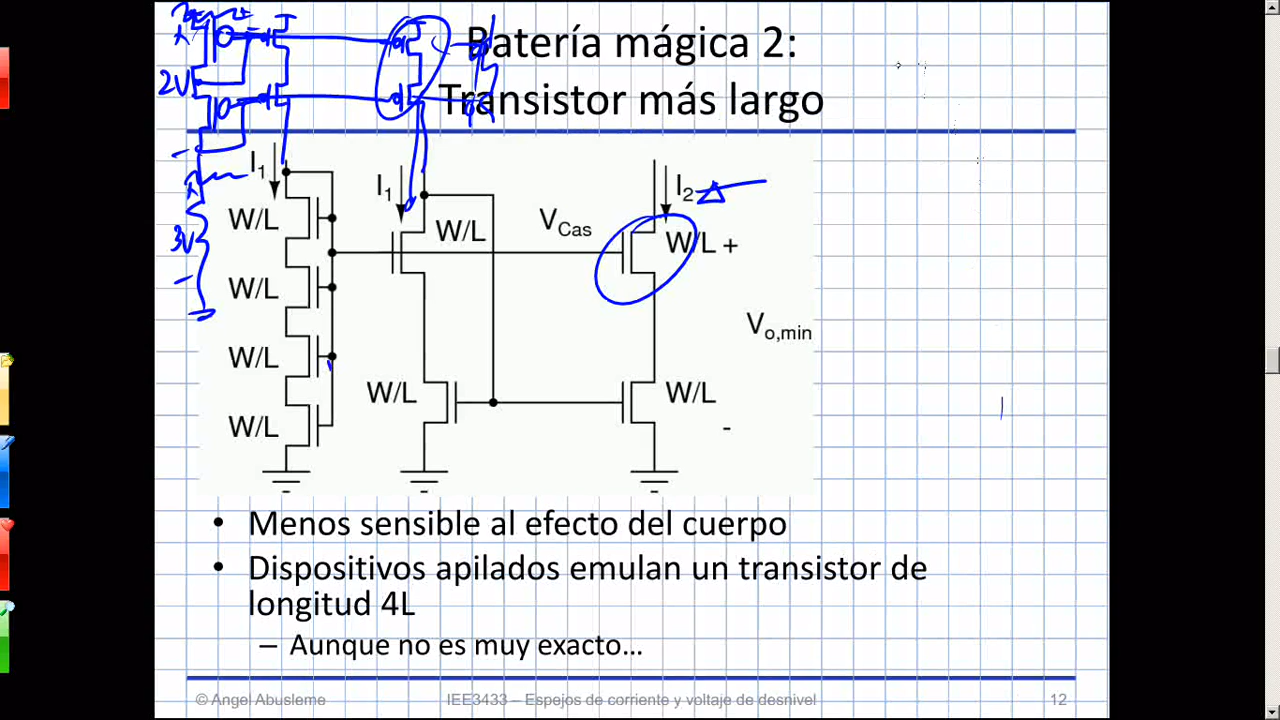 Batería mágica 2:
Transistor más largo
2V
3V
I1
I1
I2
W/L
W/L
VCas
W/L +
W/L
W/L
W/L
W/L
W/L
Vo,min
-
• Menos sensible al efecto del cuerpo
• Dispositivos apilados emulan un transistor de
longitud 4L
– Aunque no es muy exacto...
© Angel Abusleme
IEE3433 – Espejos de corriente y voltaje de desnivel
12